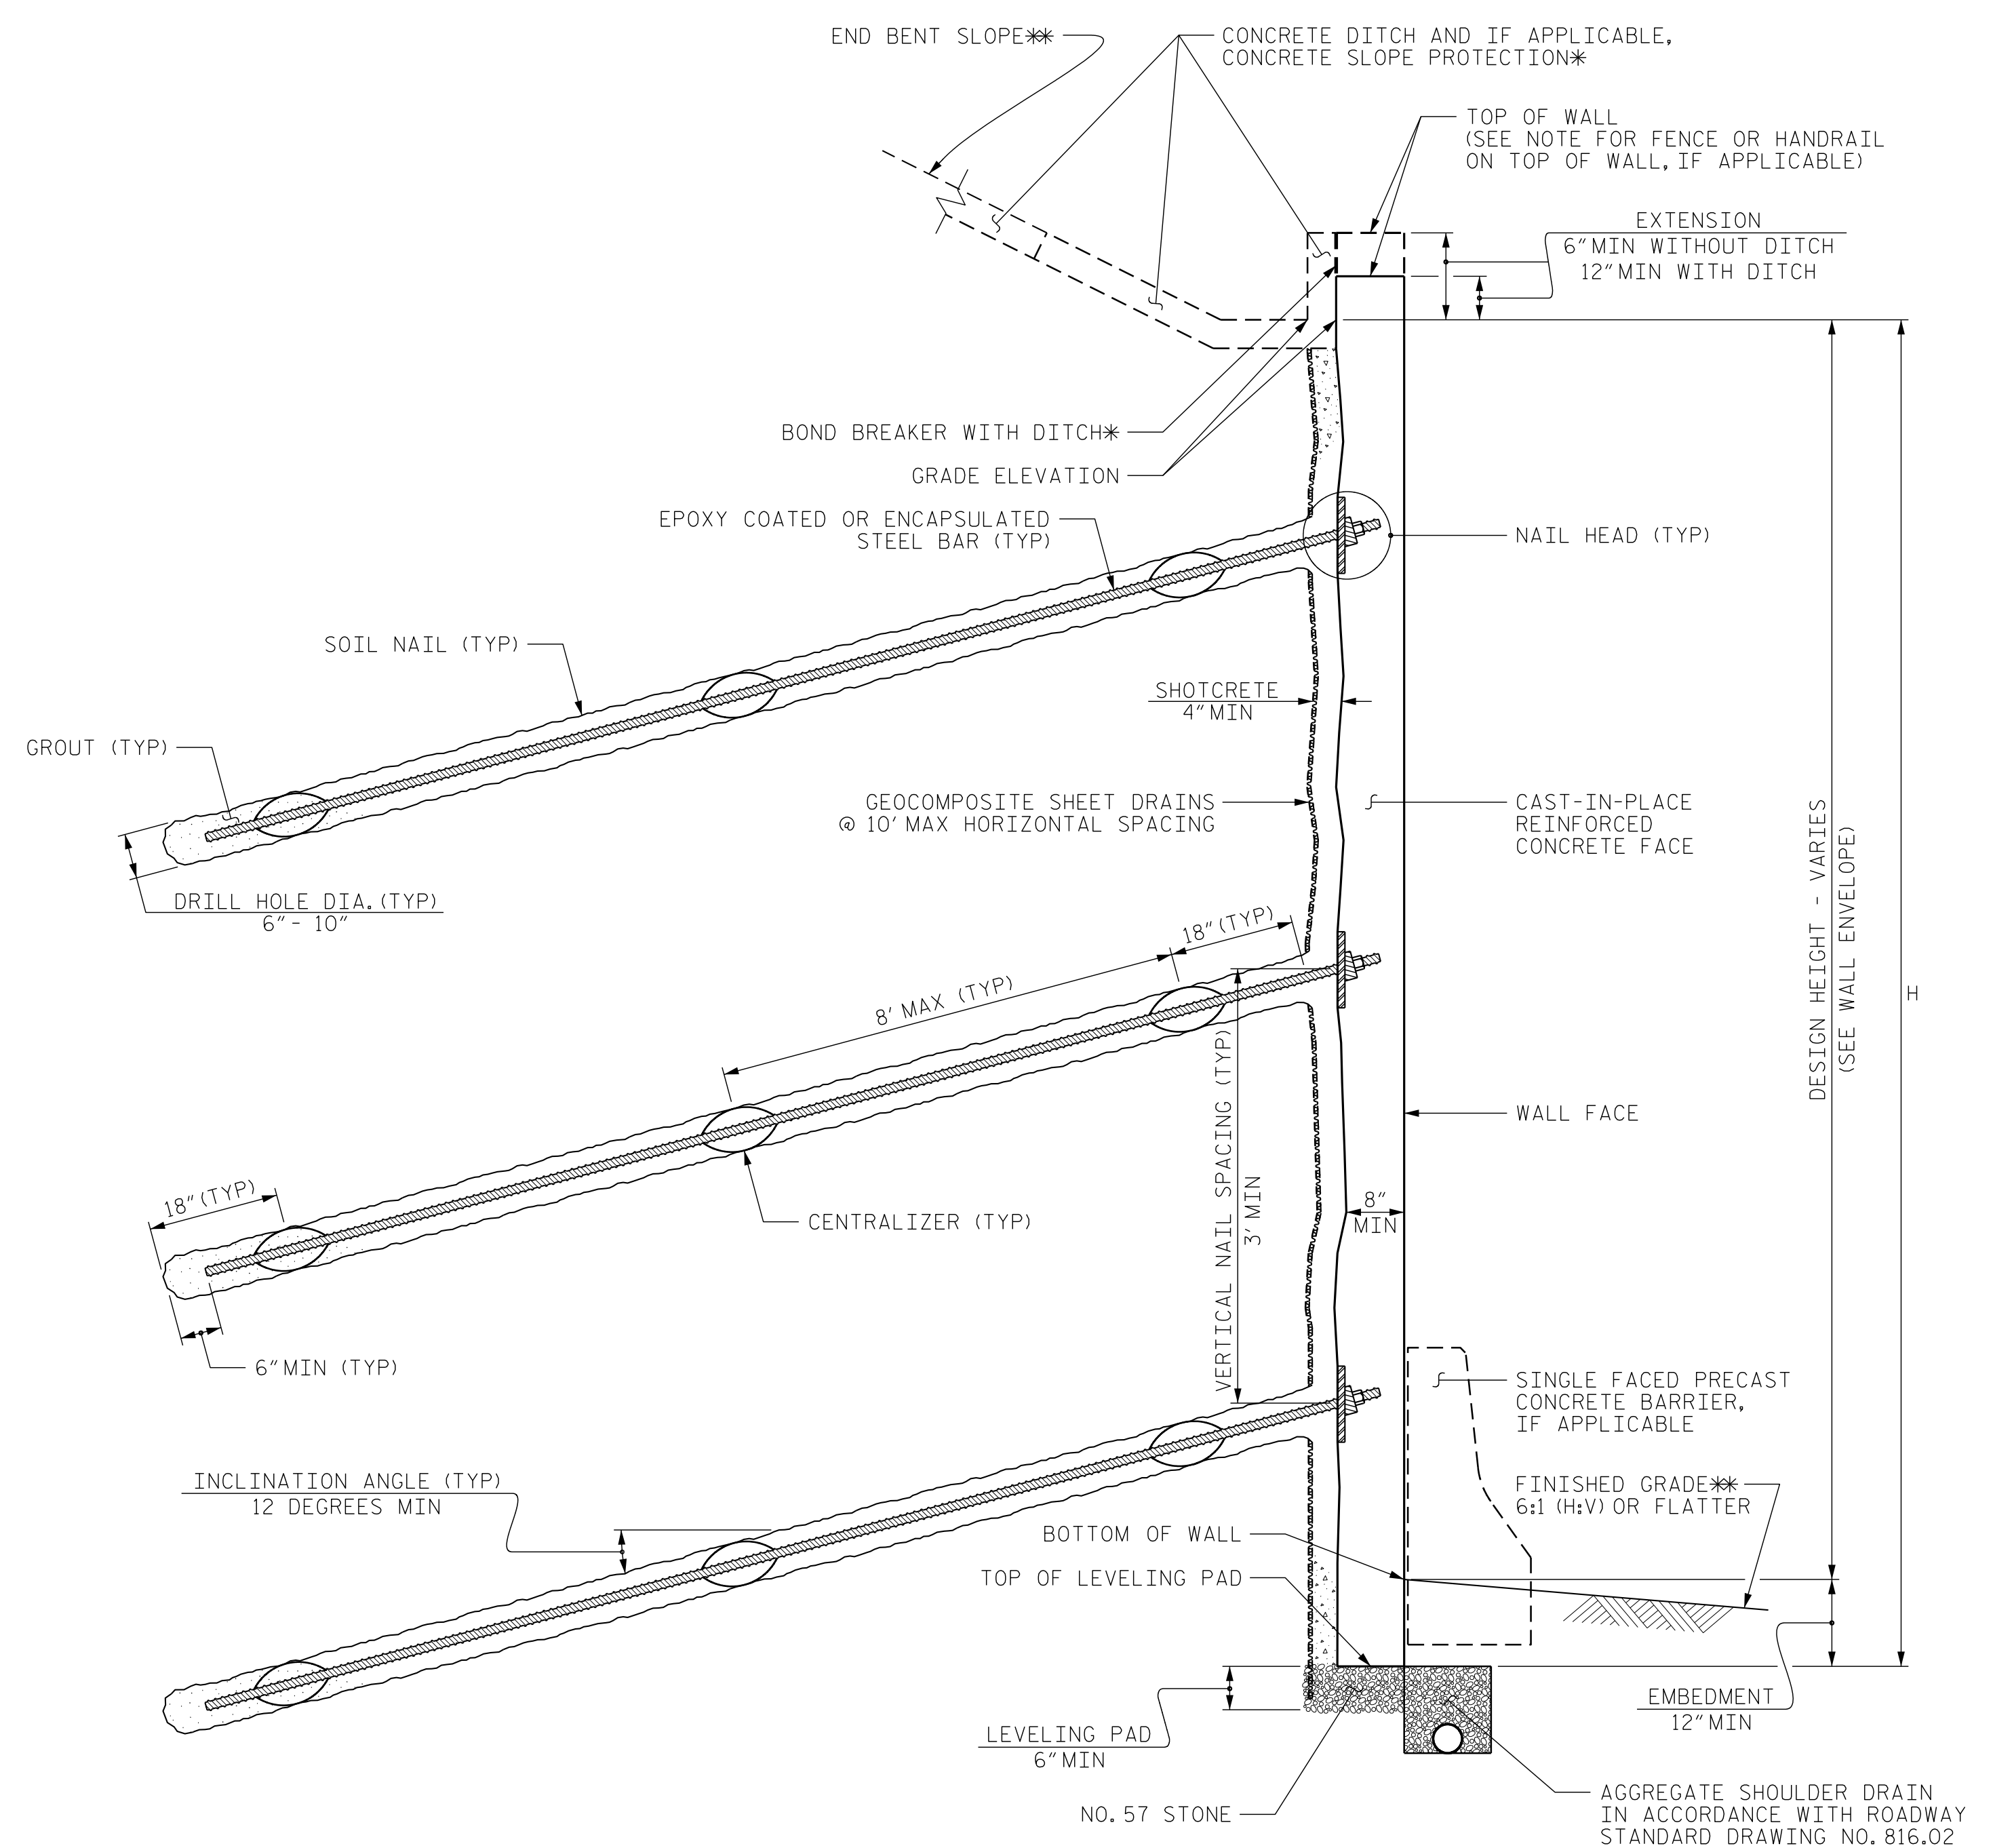 END BENT SLOPE**
CONCRETE DITCH AND IF APPLICABLE,
CONCRETE SLOPE PROTECTION*
TOP OF WALL
(SEE NOTE FOR FENCE OR HANDRAIL
ON TOP OF WALL, IF APPLICABLE)
EXTENSION
6" MIN WITHOUT DITCH
12" MIN WITH DITCH
BOND BREAKER WITH DITCH*
GRADE ELEVATION
EPOXY COATED OR ENCAPSULATED
STEEL BAR (TYP)
NAIL HEAD (TYP)
SOIL NAIL (TYP)
SHOTCRETE
4" MIN
GROUT (TYP)
GEOCOMPOSITE SHEET DRAINS
@ 10' MAX HORIZONTAL SPACING
CAST-IN-PLACE
REINFORCED
CONCRETE FACE
DESIGN HEIGHT - VARIES
(SEE WALL ENVELOPE)
H
DRILL HOLE DIA. (TYP)
6" - 10"
18" (TYP)
8' MAX (TYP)
VERTICAL NAIL SPACING (TYP)
3' MIN
WALL FACE
18" (TYP)
CENTRALIZER (TYP)
8"
MIN
6" MIN (TYP)
SINGLE FACED PRECAST
CONCRETE BARRIER,
IF APPLICABLE
INCLINATION ANGLE (TYP)
12 DEGREES MIN
FINISHED GRADE**
6:1 (H:V) OR FLATTER
BOTTOM OF WALL
TOP OF LEVELING PAD
EMBEDMENT
12" MIN
LEVELING PAD
6" MIN
NO. 57 STONE
AGGREGATE SHOULDER DRAIN
IN ACCORDANCE WITH ROADWAY
STANDARD DRAWING NO. 816.02